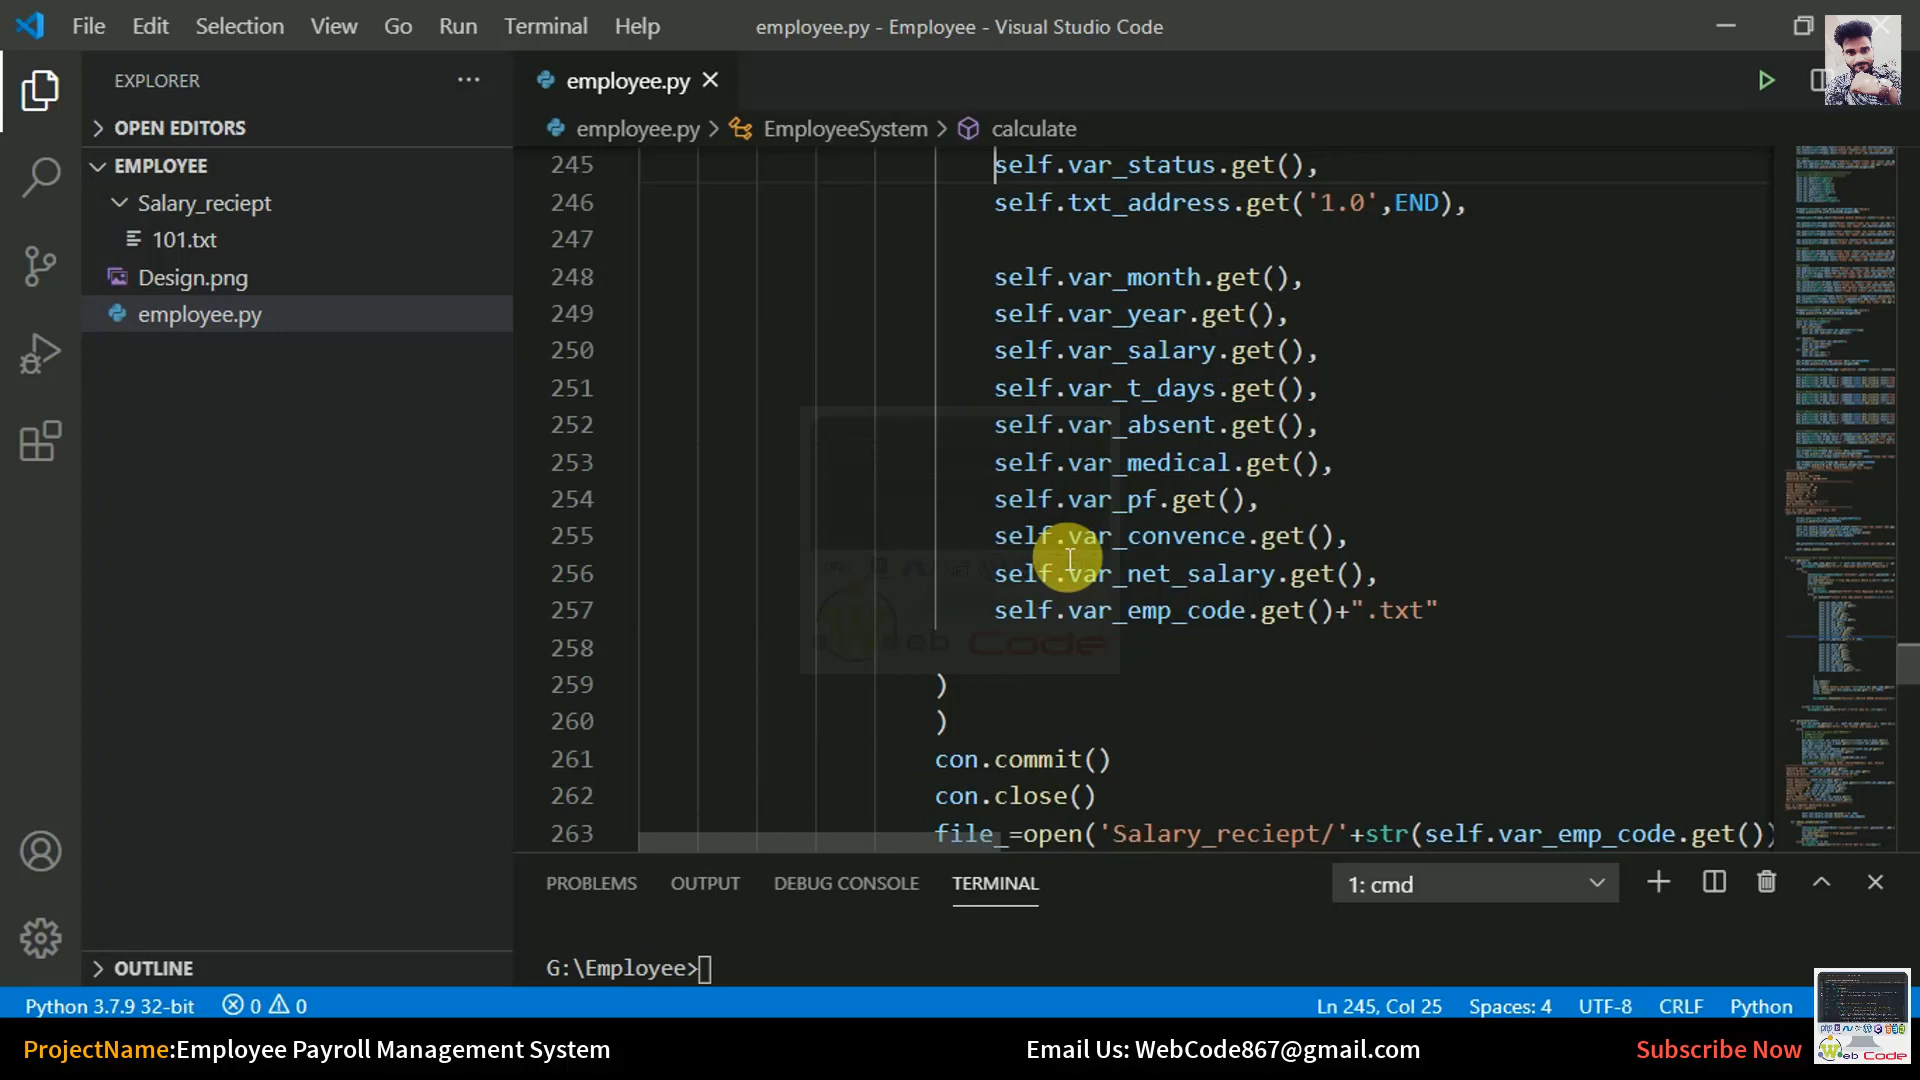 File Edit Selection View Go Run Terminal Help
employee.py - Employee - Visual Studio Code
EXPLORER
employee.py
OPEN EDITORS
employee.py > EmployeeSystem > calculate
EMPLOYEE
Salary_reciept
101.txt
Design.png
employee.py
245 self.var_status.get(),
246 self.txt_address.get('1.0',END),
247
248 self.var_month.get(),
249 self.var_year.get(),
250 self.var_salary.get(),
251 self.var_t_days.get(),
252 self.var_absent.get(),
253 self.var_medical.get(),
254 self.var_pf.get(),
255 self.var_convence.get(),
256 self.var_net_salary.get(),
257 self.var_emp_code.get()+".txt"
258
259 )
260 )
261 con.commit()
262 con.close()
263 file_=open('Salary_reciept/'+str(self.var_emp_code.get())
Web Code
PROBLEMS OUTPUT DEBUG CONSOLE TERMINAL
1: cmd
G:\Employee>
OUTLINE
Python 3.7.9 32-bit 0 0
Ln 245, Col 25 Spaces: 4 UTF-8 CRLF Python
ProjectName:Employee Payroll Management System
Email Us: WebCode867@gmail.com
Subscribe Now
Web Code